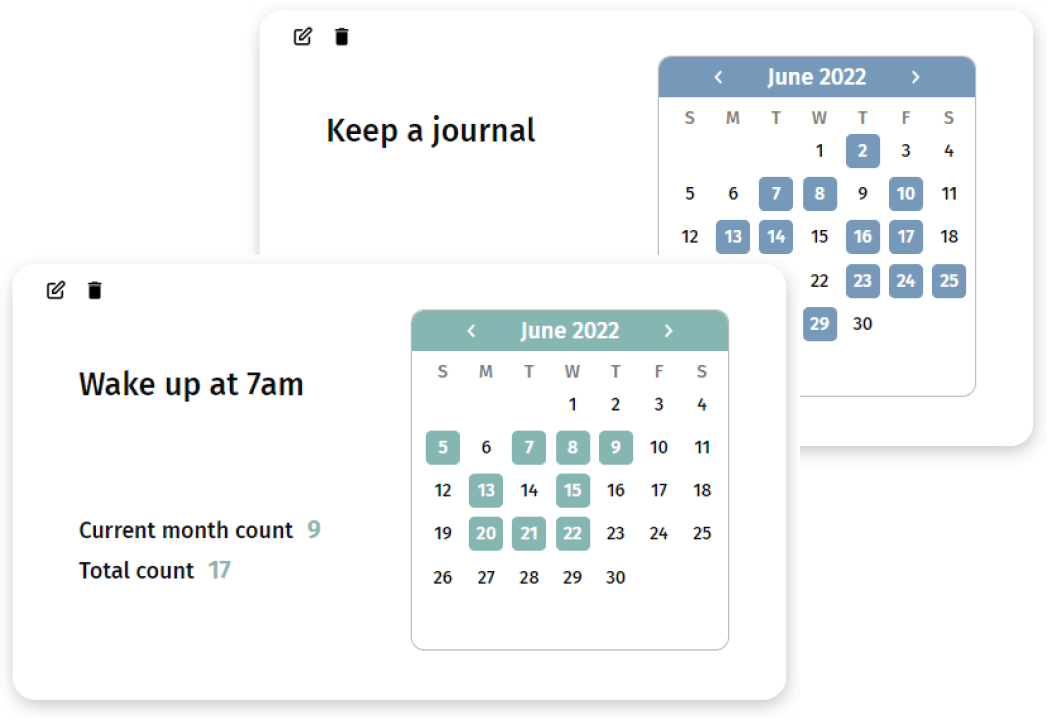 June 2022
Keep a journal
S M T W T F S
1 2 3 4
5 6 7 8 9 10 11
12 13 14 15 16 17 18
22 23 24 25
29 30
June 2022
Wake up at 7am
S M T W T F S
1 2 3 4
5 6 7 8 9 10 11
12 13 14 15 16 17 18
19 20 21 22 23 24 25
26 27 28 29 30
Current month count 9
Total count 17